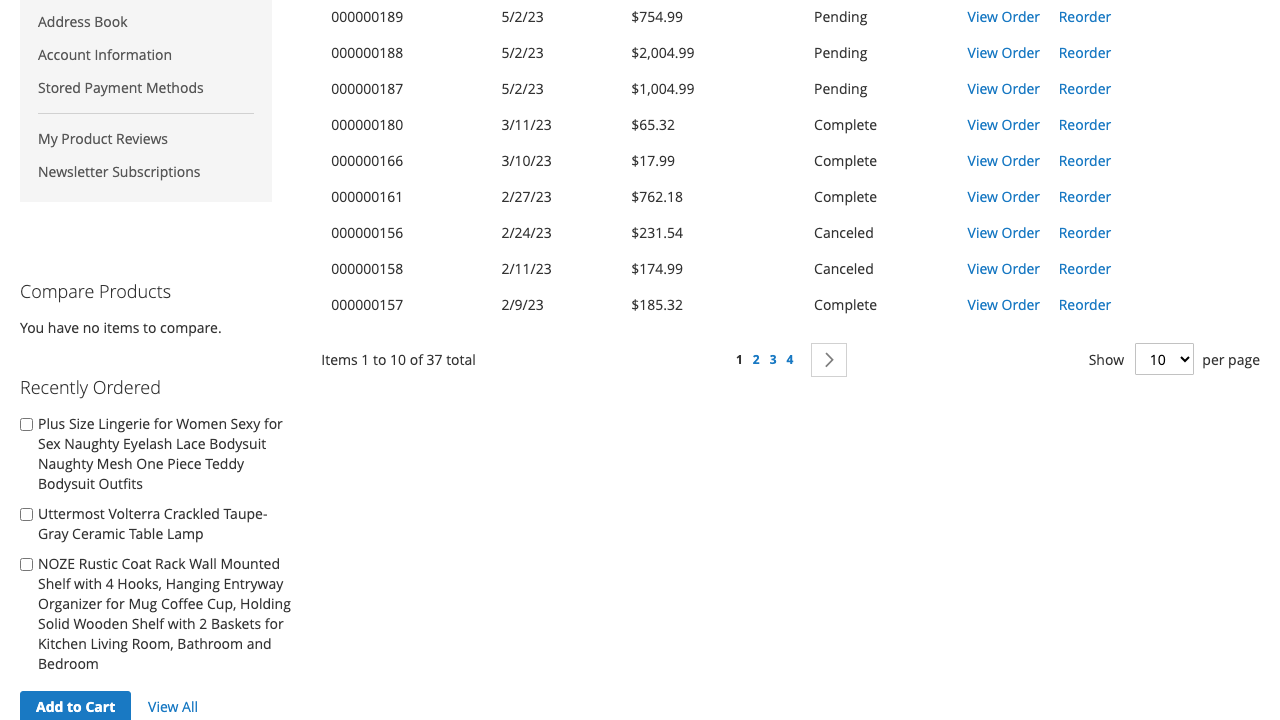 Address Book
Account Information
Stored Payment Methods
My Product Reviews
Newsletter Subscriptions
000000189 5/2/23 $754.99 Pending View Order Reorder
000000188 5/2/23 $2,004.99 Pending View Order Reorder
000000187 5/2/23 $1,004.99 Pending View Order Reorder
000000180 3/11/23 $65.32 Complete View Order Reorder
000000166 3/10/23 $17.99 Complete View Order Reorder
000000161 2/27/23 $762.18 Complete View Order Reorder
000000156 2/24/23 $231.54 Canceled View Order Reorder
000000158 2/11/23 $174.99 Canceled View Order Reorder
000000157 2/9/23 $185.32 Complete View Order Reorder
Items 1 to 10 of 37 total 1 2 3 4 Show 10 per page
Compare Products
You have no items to compare.
Recently Ordered
Plus Size Lingerie for Women Sexy for
Sex Naughty Eyelash Lace Bodysuit
Naughty Mesh One Piece Teddy
Bodysuit Outfits
Uttermost Volterra Crackled Taupe-
Gray Ceramic Table Lamp
NOZE Rustic Coat Rack Wall Mounted
Shelf with 4 Hooks, Hanging Entryway
Organizer for Mug Coffee Cup, Holding
Solid Wooden Shelf with 2 Baskets for
Kitchen Living Room, Bathroom and
Bedroom
Add to Cart View All